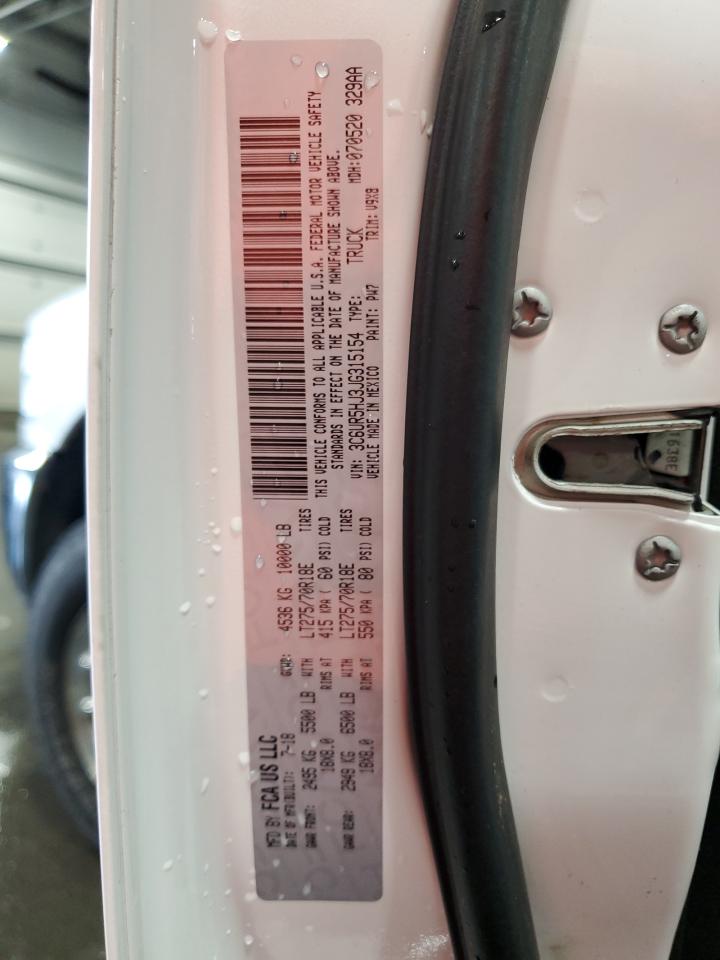 MFD BY FCA US LLC
DATE OF MFR(BUILT): 7-18 GVWR: 4536 KG 10000 LB
GAWR FRONT: 2495 KG 5500 LB WITH LT275/70R18E TIRES
18X8.0 RIMS AT 415 KPA ( 60 PSI) COLD
GAWR REAR: 2949 KG 6500 LB WITH LT275/70R18E TIRES
18X8.0 RIMS AT 550 KPA ( 80 PSI) COLD
THIS VEHICLE CONFORMS TO ALL APPLICABLE U.S.A. FEDERAL MOTOR VEHICLE SAFETY
STANDARDS IN EFFECT ON THE DATE OF MANUFACTURE SHOWN ABOVE.
VIN: 3C6UR5HJ3JG315154 TYPE: TRUCK MDH:070520 329AA
VEHICLE MADE IN MEXICO PAINT: PW7 TRIM: V9X8
1638E